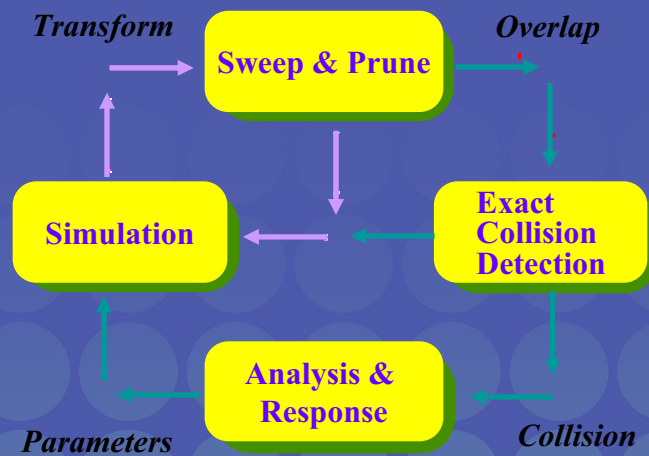 Transform
Overlap
Sweep & Prune
Simulation
Exact
Collision
Detection
Analysis &
Response
Parameters
Collision